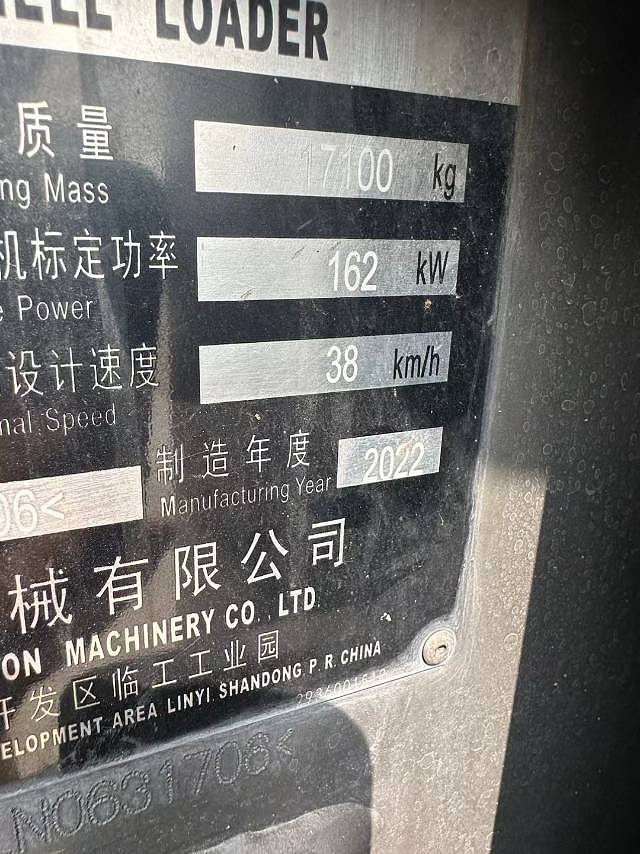 LOADER
质量
17100 kg
ng Mass
机标定功率
162 kW
Power
设计速度
38 km/h
nal Speed
制造年度
2022
06<
Manufacturing Year
械有限公司
ON MACHINERY CO., LTD.
开发区临工工业园
ELOPMENT AREA LINYI SHANDONG P. R. CHINA
N0631706<